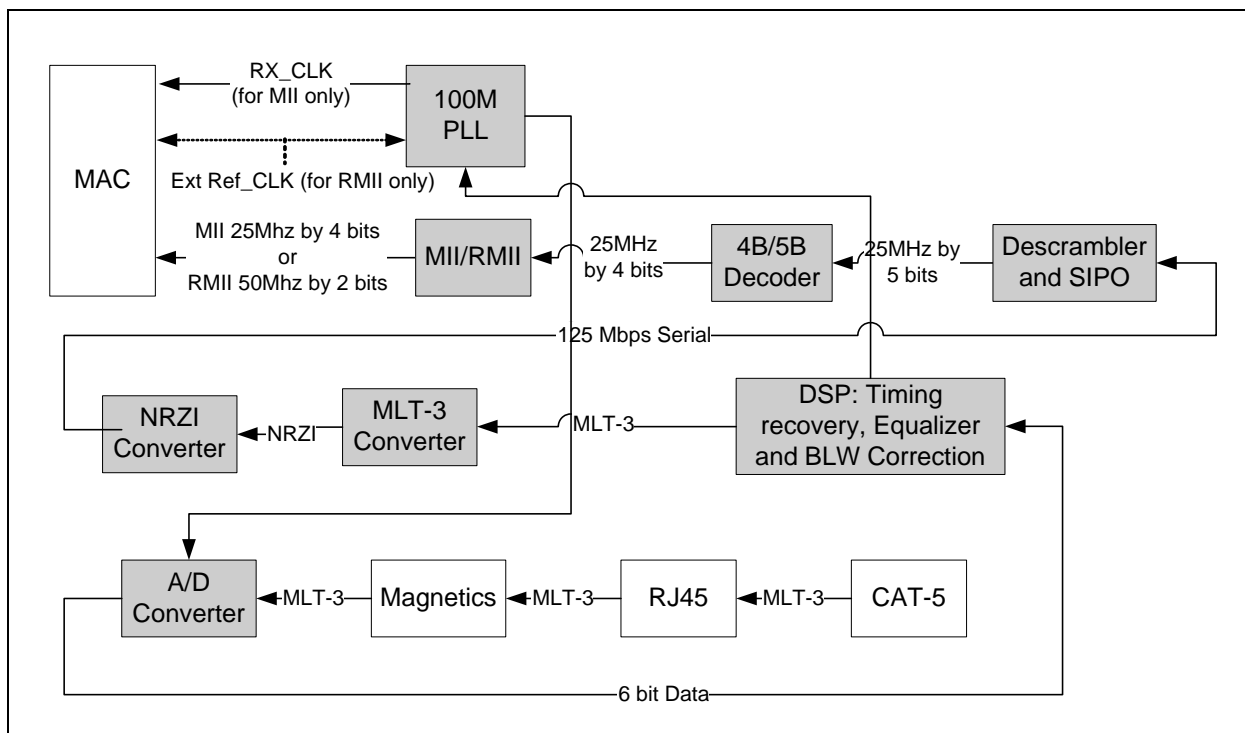 RX_CLK
(for MII only)
100M
PLL
MAC
Ext Ref_CLK (for RMII only)
MII 25Mhz by 4 bits
or
RMII 50Mhz by 2 bits
MII/RMII
25MHz
by 4 bits
4B/5B
Decoder
25MHz by
5 bits
Descrambler
and SIPO
125 Mbps Serial
NRZI
Converter
NRZI
MLT-3
Converter
MLT-3
DSP: Timing
recovery, Equalizer
and BLW Correction
A/D
Converter
MLT-3
Magnetics
MLT-3
RJ45
MLT-3
CAT-5
6 bit Data